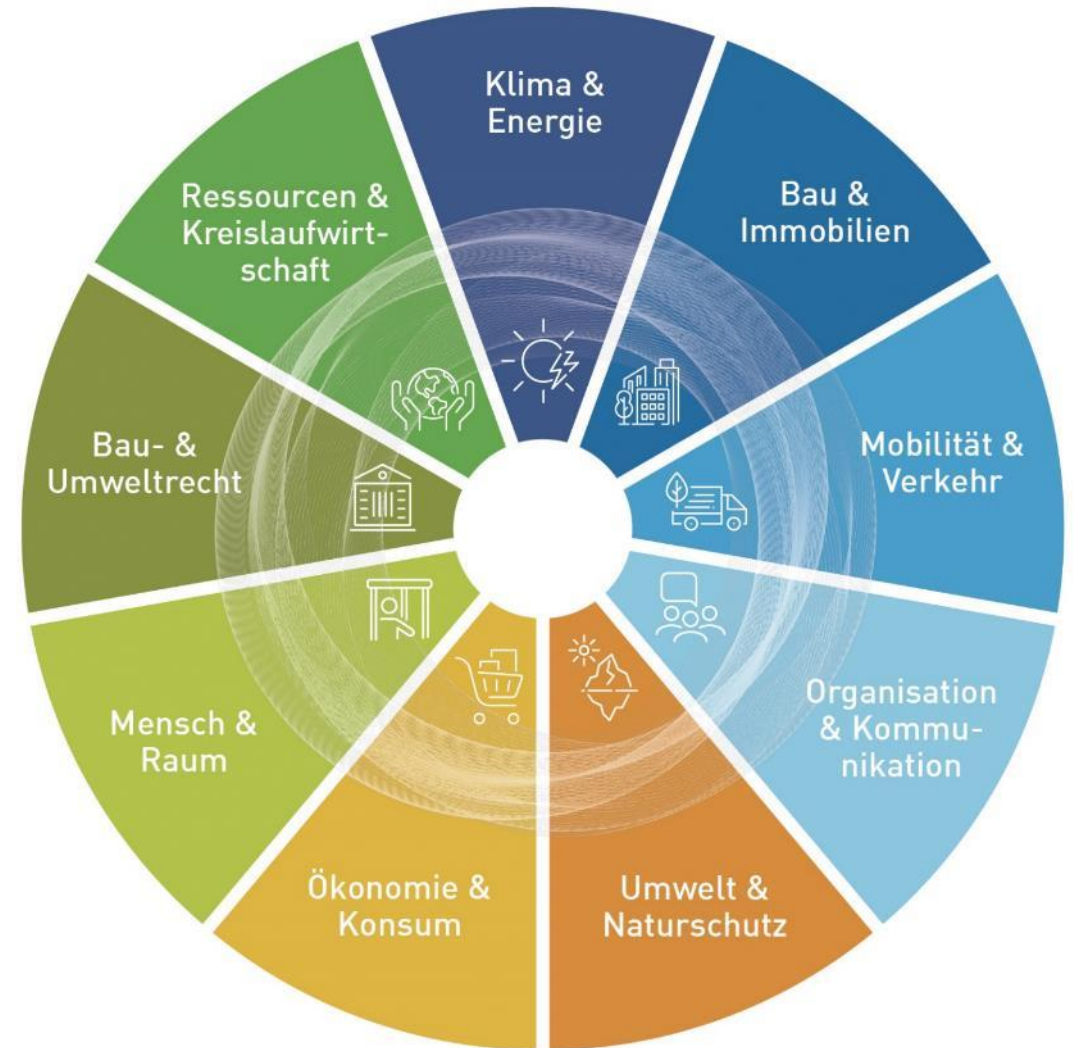 Klima &
Energie
Bau &
Immobilien
Mobilität &
Verkehr
Organisation
& Kommu-
nikation
Umwelt &
Naturschutz
Ökonomie &
Konsum
Mensch &
Raum
Bau- &
Umweltrecht
Ressourcen &
Kreislaufwirt-
schaft